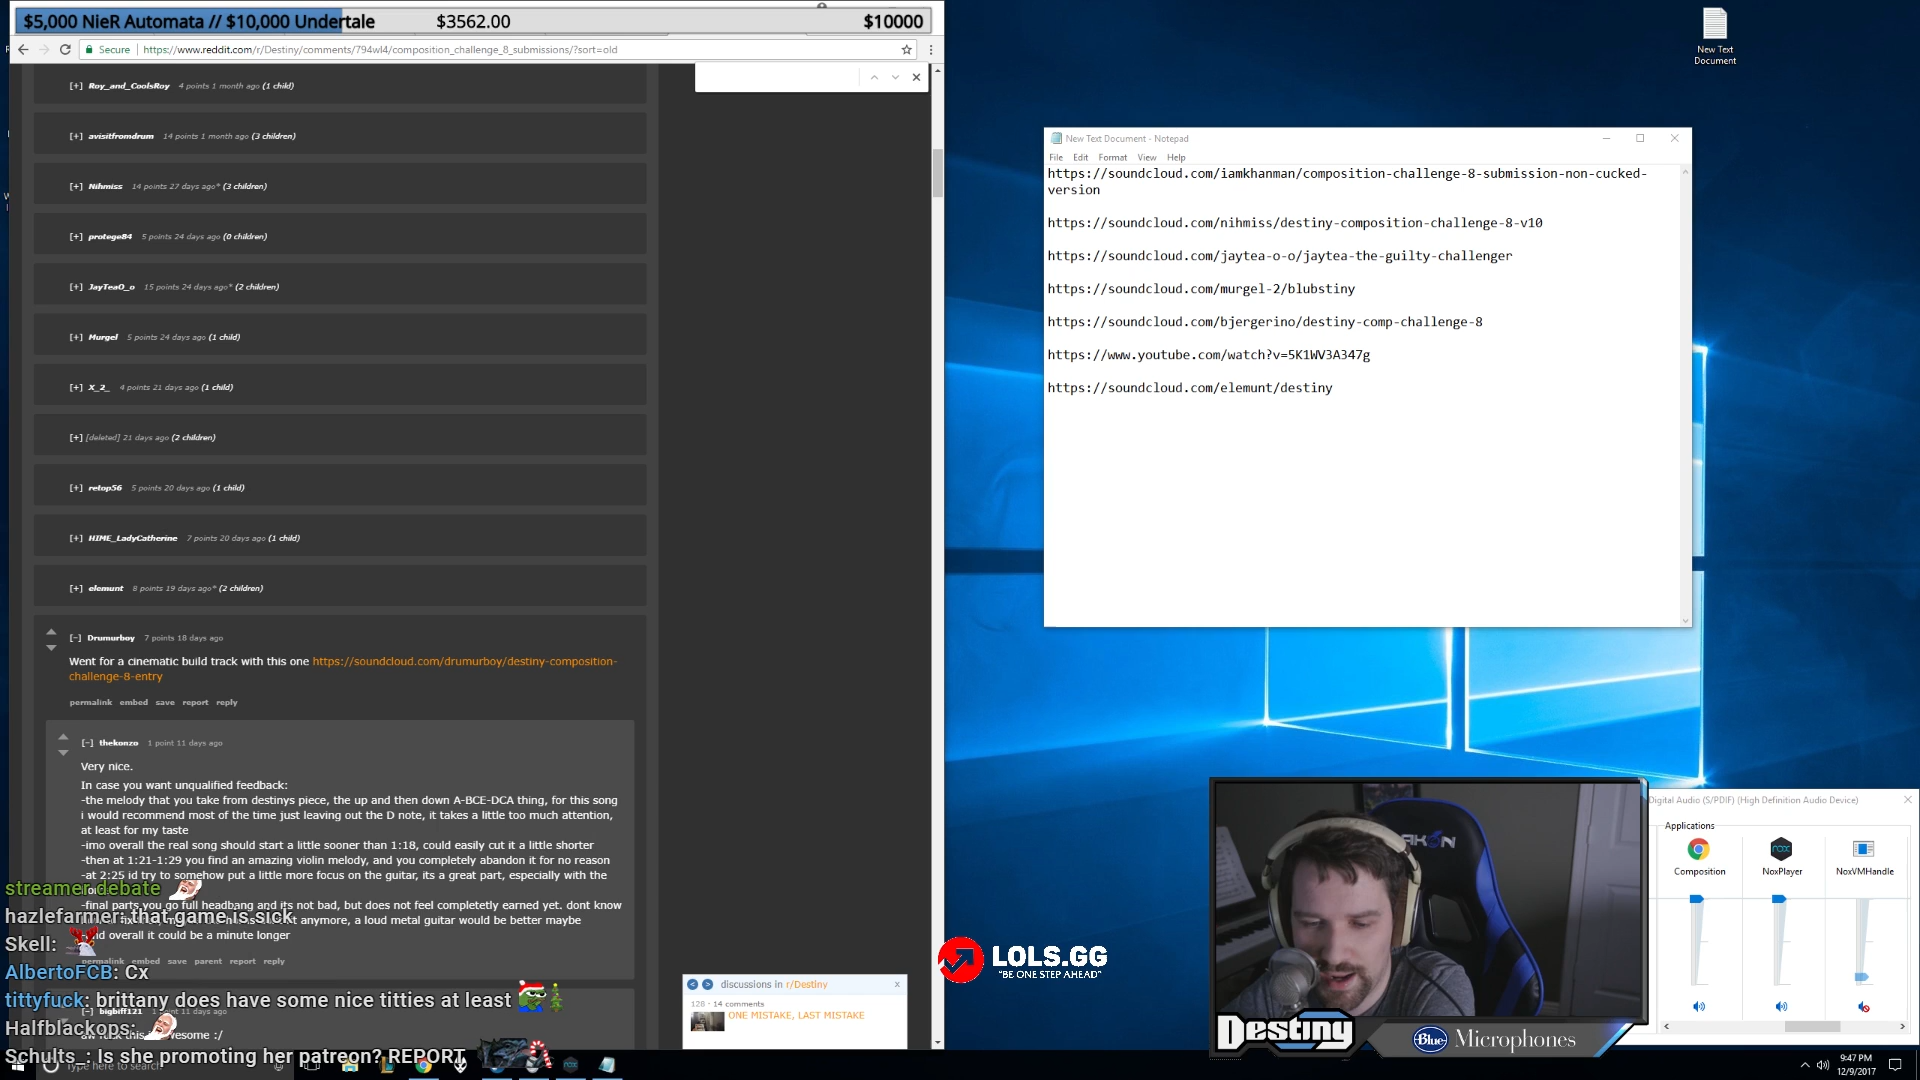 $5,000 NieR Automata // $10,000 Undertale
$3562.00
$10000
Secure
https://www.reddit.com/r/Destiny/comments/794wl4/composition_challenge_8_submissions/?sort=old
[+] Roy_and_CoolsRoy 4 points 1 month ago (1 child)
[+] avisitfromdrum 14 points 1 month ago (3 children)
[+] Nihmiss 14 points 27 days ago* (3 children)
[+] protege84 5 points 24 days ago (0 children)
[+] JayTeaO_o 15 points 24 days ago* (2 children)
[+] Murgel 5 points 24 days ago (1 child)
[+] X_2_ 4 points 21 days ago (1 child)
[+] [deleted] 21 days ago (2 children)
[+] retop56 5 points 20 days ago (1 child)
[+] HIME_LadyCatherine 7 points 20 days ago (1 child)
[+] elemunt 8 points 19 days ago* (2 children)
[–] Drumurboy 7 points 18 days ago
Went for a cinematic build track with this one https://soundcloud.com/drumurboy/destiny-composition-
challenge-8-entry
permalink embed save report reply
[–] thekonzo 1 point 11 days ago
Very nice.
In case you want unqualified feedback:
-the melody that you take from destinys piece, the up and then down A-BCE-DCA thing, for this song
i would recommend most of the time just leaving out the D note, it takes a little too much attention,
at least for my taste
-imo overall the real song should start a little sooner than 1:18, could easily cut it a little shorter
-then at 1:21-1:29 you find an amazing violin melody, and you completely abandon it for no reason
-at 2:25 id try to somehow put a little more focus on the guitar, its a great part, especially with the
-final parts you go full headbang and its not bad, but does not feel completetly earned yet. dont know
anymore, a loud metal guitar would be better maybe
overall it could be a minute longer
permalink embed save parent report reply
[–] bigbiff121 1 point 11 days ago
streamer debate
hazlefarmer: that game is sick
Skell:
AlbertoFCB: Cx
tittyfuck: brittany does have some nice titties at least
Halfblackops:
Schults_: Is she promoting her patreon? REPORT
Type here to search
discussions in r/Destiny
x
128 · 14 comments
ONE MISTAKE, LAST MISTAKE
New Text
Document
New Text Document - Notepad
File Edit Format View Help
https://soundcloud.com/iamkhanman/composition-challenge-8-submission-non-cucked-
version
https://soundcloud.com/nihmiss/destiny-composition-challenge-8-v10
https://soundcloud.com/jaytea-o-o/jaytea-the-guilty-challenger
https://soundcloud.com/murgel-2/blubstiny
https://soundcloud.com/bjergerino/destiny-comp-challenge-8
https://www.youtube.com/watch?v=5K1WV3A347g
https://soundcloud.com/elemunt/destiny
LOLS.GG
"BE ONE STEP AHEAD"
Destiny
Blue Microphones
Digital Audio (S/PDIF) (High Definition Audio Device)
Applications
nox
Composition
NoxPlayer
NoxVMHandle
9:47 PM
12/9/2017